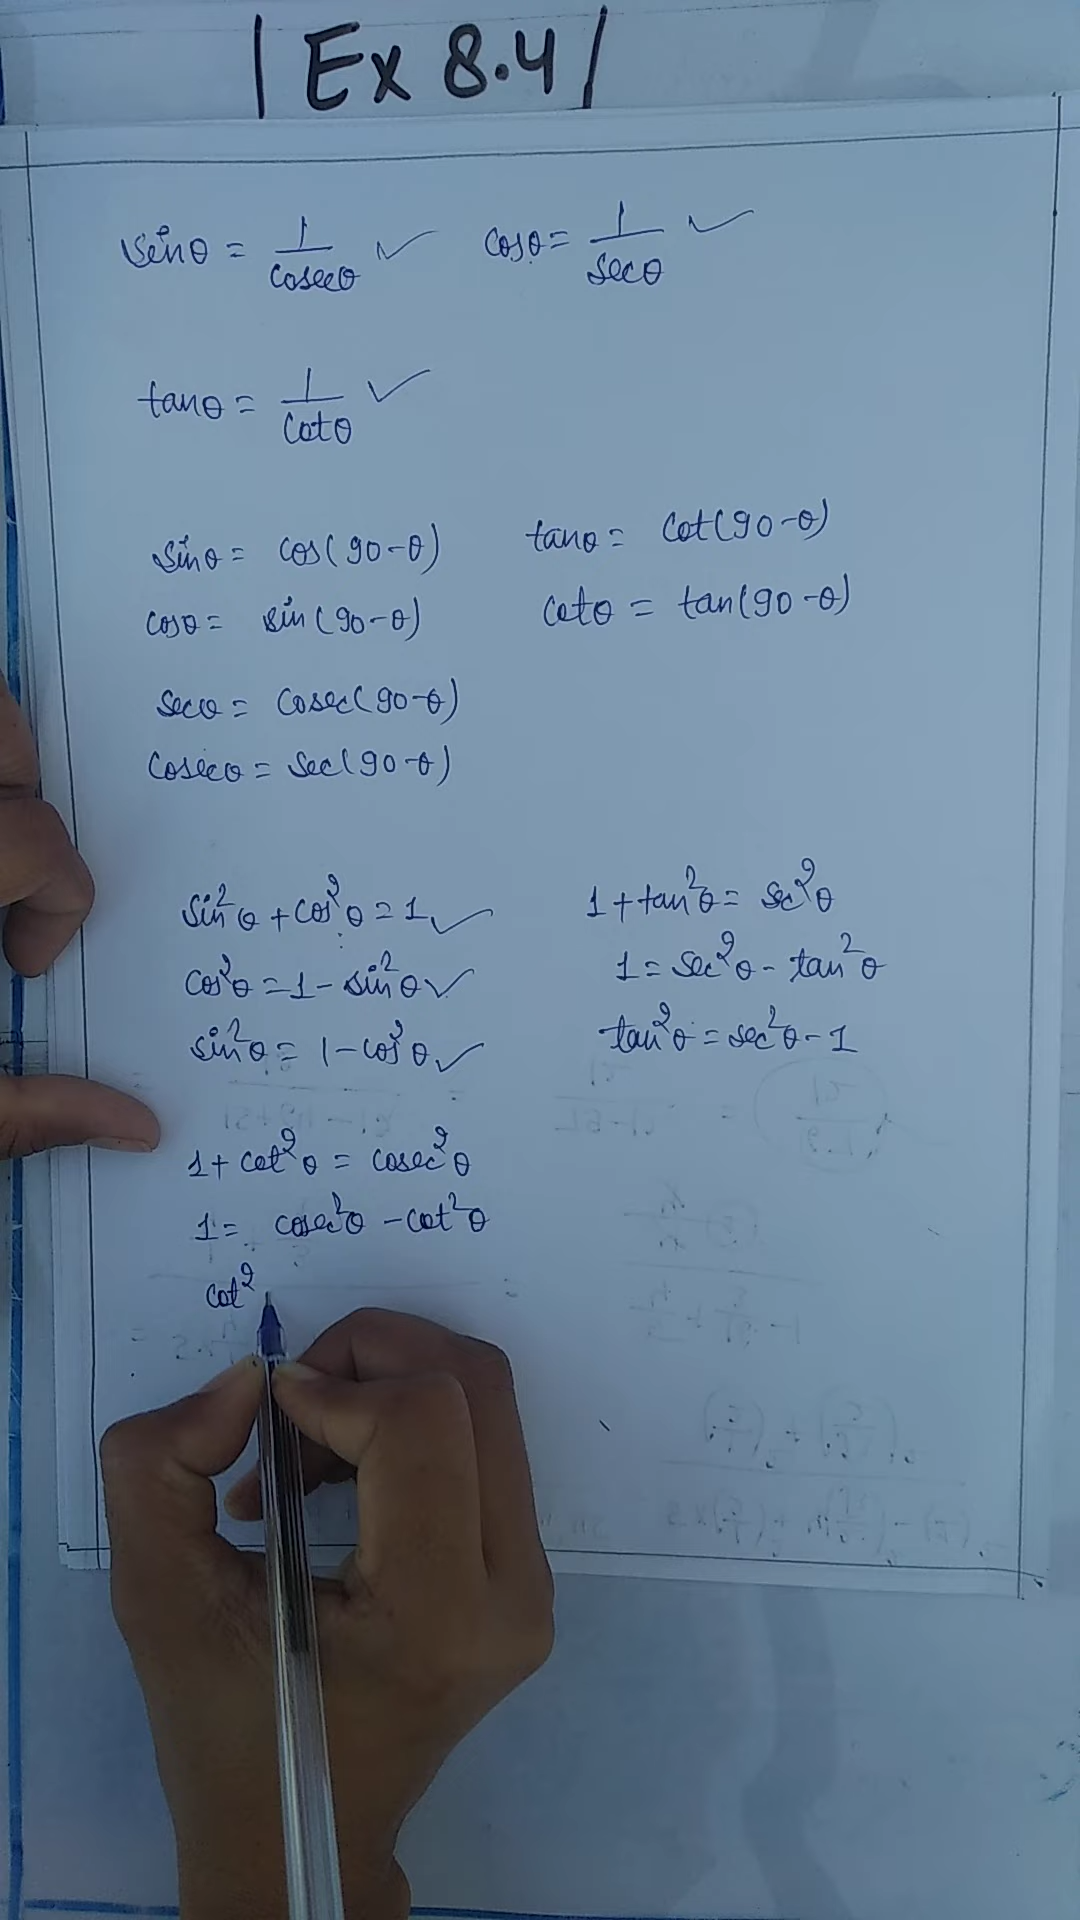 | Ex 8.4 |
sinθ = 1/cosecθ ✓ cosθ = 1/secθ ✓
tanθ = 1/cotθ ✓
sinθ = cos(90-θ) tanθ = cot(90-θ)
cosθ = sin(90-θ) cotθ = tan(90-θ)
secθ = cosec(90-θ)
cosecθ = sec(90-θ)
sin²θ + cos²θ = 1 ✓ 1 + tan²θ = sec²θ
cos²θ = 1 - sin²θ ✓ 1 = sec²θ - tan²θ
sin²θ = 1 - cos²θ ✓ tan²θ = sec²θ - 1
1 + cot²θ = cosec²θ
1 = cosec²θ - cot²θ
cot²